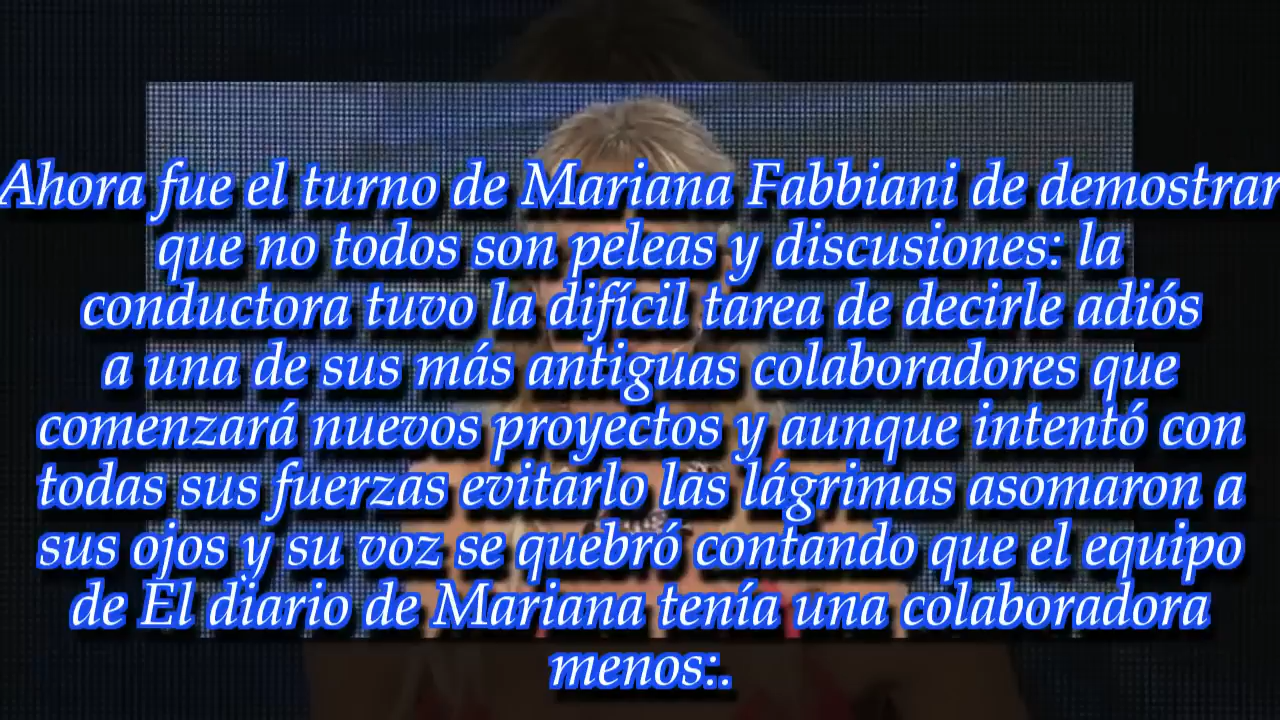 Ahora fue el turno de Mariana Fabbiani de demostrar
que no todos son peleas y discusiones: la
conductora tuvo la difícil tarea de decirle adiós
a una de sus más antiguas colaboradores que
comenzará nuevos proyectos y aunque intentó con
todas sus fuerzas evitarlo las lágrimas asomaron a
sus ojos y su voz se quebró contando que el equipo
de El diario de Mariana tenía una colaboradora
menos:.